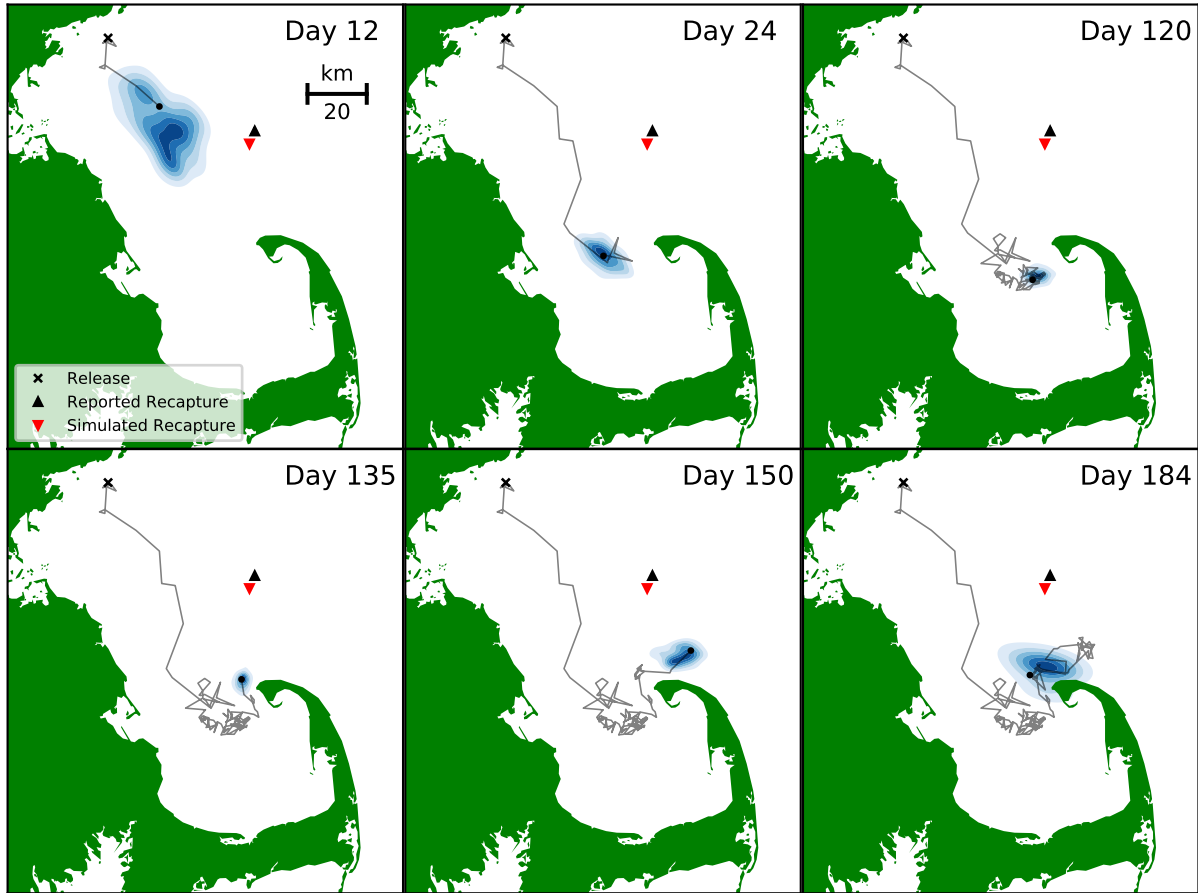 Day 12
Day 24
Day 120
km
20
Release
Reported Recapture
Simulated Recapture
Day 135
Day 150
Day 184